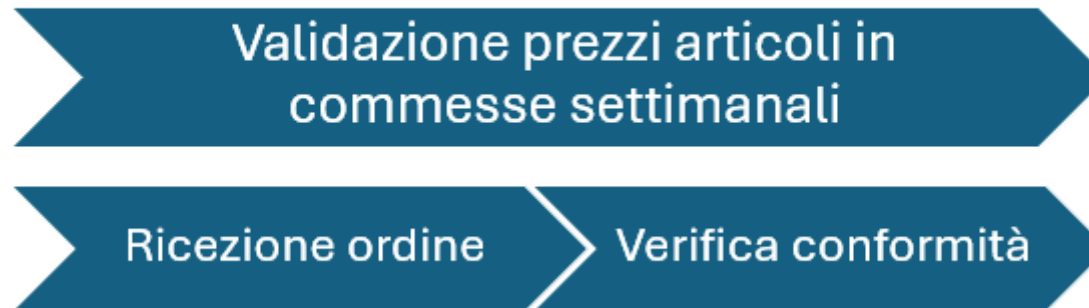 Validazione prezzi articoli in
commesse settimanali
Ricezione ordine
Verifica conformità